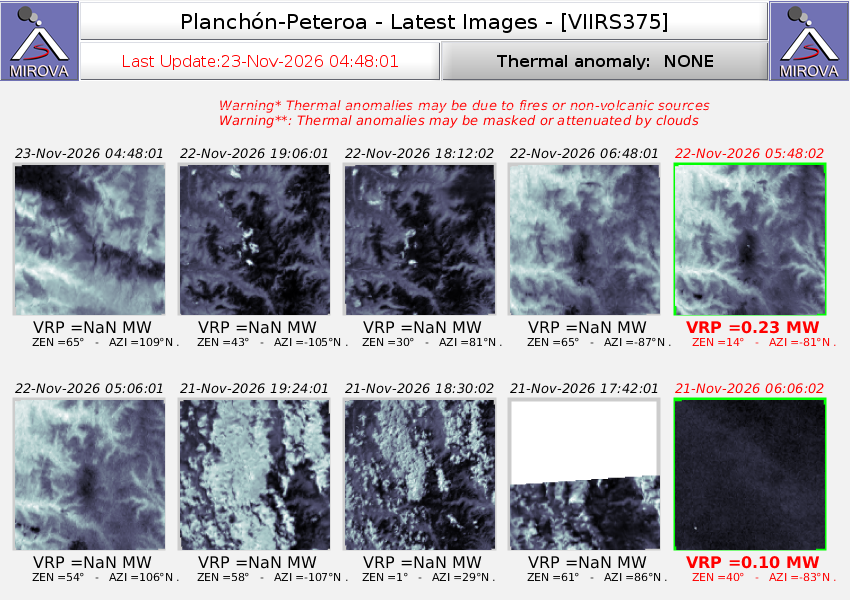 Planchón-Peteroa - Latest Images - [VIIRS375]
MIROVA
Last Update:23-Nov-2026 04:48:01
Thermal anomaly: NONE
MIROVA
Warning* Thermal anomalies may be due to fires or non-volcanic sources
Warning**: Thermal anomalies may be masked or attenuated by clouds
23-Nov-2026 04:48:01 22-Nov-2026 19:06:01 22-Nov-2026 18:12:02 22-Nov-2026 06:48:01 22-Nov-2026 05:48:02
VRP =NaN MW VRP =NaN MW VRP =NaN MW VRP =NaN MW VRP =0.23 MW
ZEN =65° - AZI =109°N . ZEN =43° - AZI =-105°N . ZEN =30° - AZI =81°N . ZEN =65° - AZI =-87°N . ZEN =14° - AZI =-81°N .
22-Nov-2026 05:06:01 21-Nov-2026 19:24:01 21-Nov-2026 18:30:02 21-Nov-2026 17:42:01 21-Nov-2026 06:06:02
VRP =NaN MW VRP =NaN MW VRP =NaN MW VRP =NaN MW VRP =0.10 MW
ZEN =54° - AZI =106°N . ZEN =58° - AZI =-107°N . ZEN =1° - AZI =29°N . ZEN =61° - AZI =86°N . ZEN =40° - AZI =-83°N .